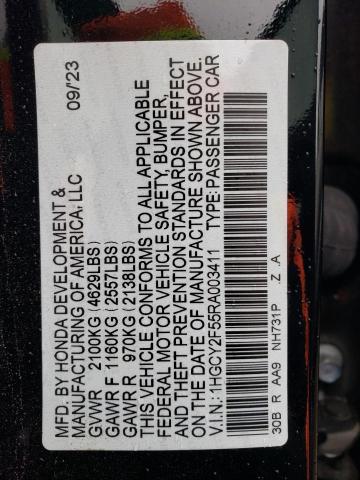 MFD. BY HONDA DEVELOPMENT & 09/23
MANUFACTURING OF AMERICA, LLC
GVWR 2100KG (4629LBS)
GAWR F 1160KG (2557LBS)
GAWR R 970KG (2138LBS)
THIS VEHICLE CONFORMS TO ALL APPLICABLE
FEDERAL MOTOR VEHICLE SAFETY, BUMPER,
AND THEFT PREVENTION STANDARDS IN EFFECT
ON THE DATE OF MANUFACTURE SHOWN ABOVE.
V.I.N.: 1HGCY2F55RA003411 TYPE: PASSENGER CAR
30B R AA9 NH731P Z .A